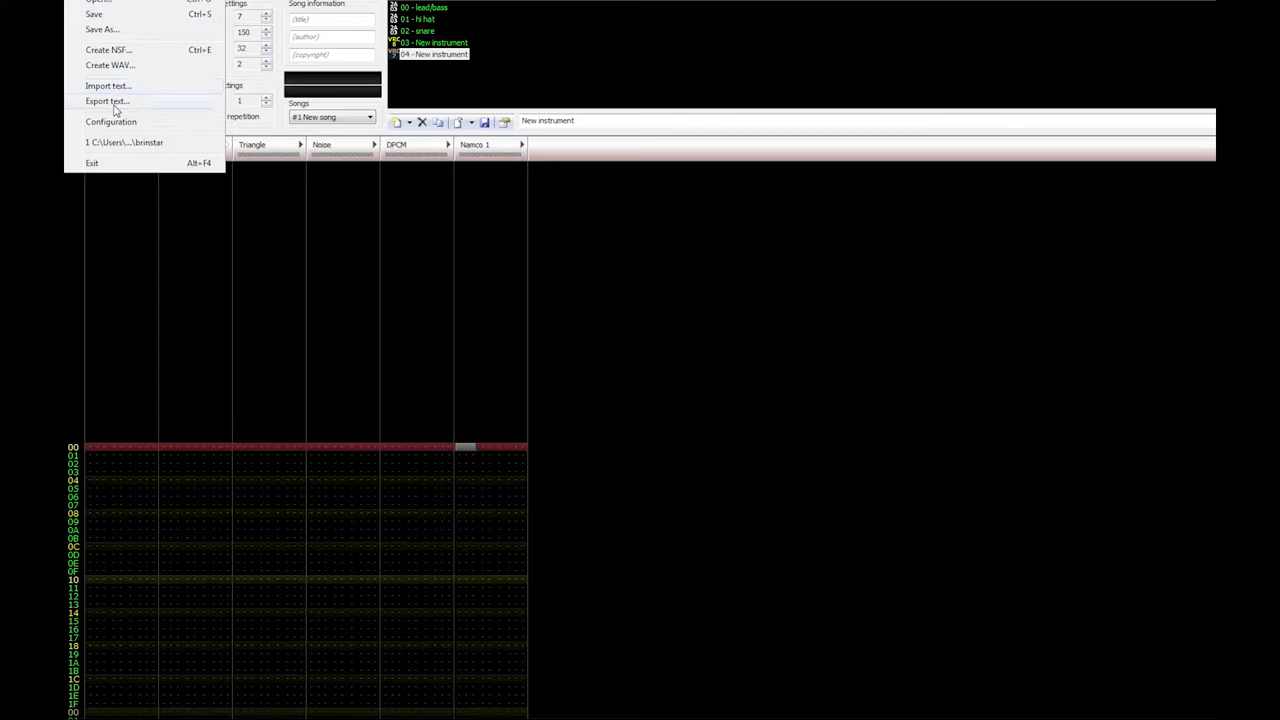 Save Ctrl+S
Save As...
Create NSF... Ctrl+E
Create WAV...
Import text...
Export text...
Configuration
1 C:\Users\...\brinstar
Exit Alt+F4
7
150
32
2
1
Song information
(title)
(author)
(copyright)
Songs
#1 New song
repetition
00 - lead/bass
01 - hi hat
02 - snare
03 - New instrument
04 - New instrument
New instrument
Triangle
Noise
DPCM
Namco 1
00
01
02
03
04
05
06
07
08
09
0A
0B
0C
0D
0E
0F
10
11
12
13
14
15
16
17
18
19
1A
1B
1C
1D
1E
1F
00